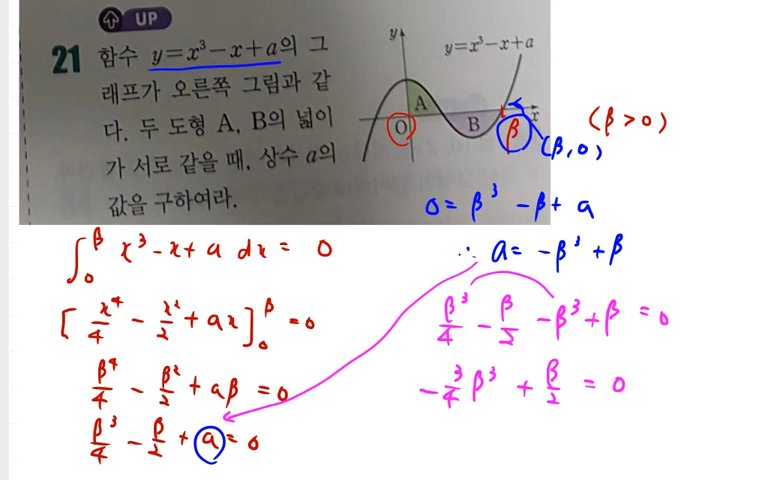 UP
21 함수 y=x³-x+a의 그
래프가 오른쪽 그림과 같
다. 두 도형 A, B의 넓이
가 서로 같을 때, 상수 a의
값을 구하여라.
y
y=x³-x+a
A
O
B
β
x
(β>0)
(β,0)
0=β³-β+a
∴ a=-β³+β
∫₀^β x³-x+a dx=0
[x⁴/4 - x²/2 + ax]₀^β=0
β⁴/4 - β²/2 + aβ=0
β³/4 - β/2 + a=0
β³/4 - β/2 - β³+β=0
-3/4 β³ + β/2 = 0